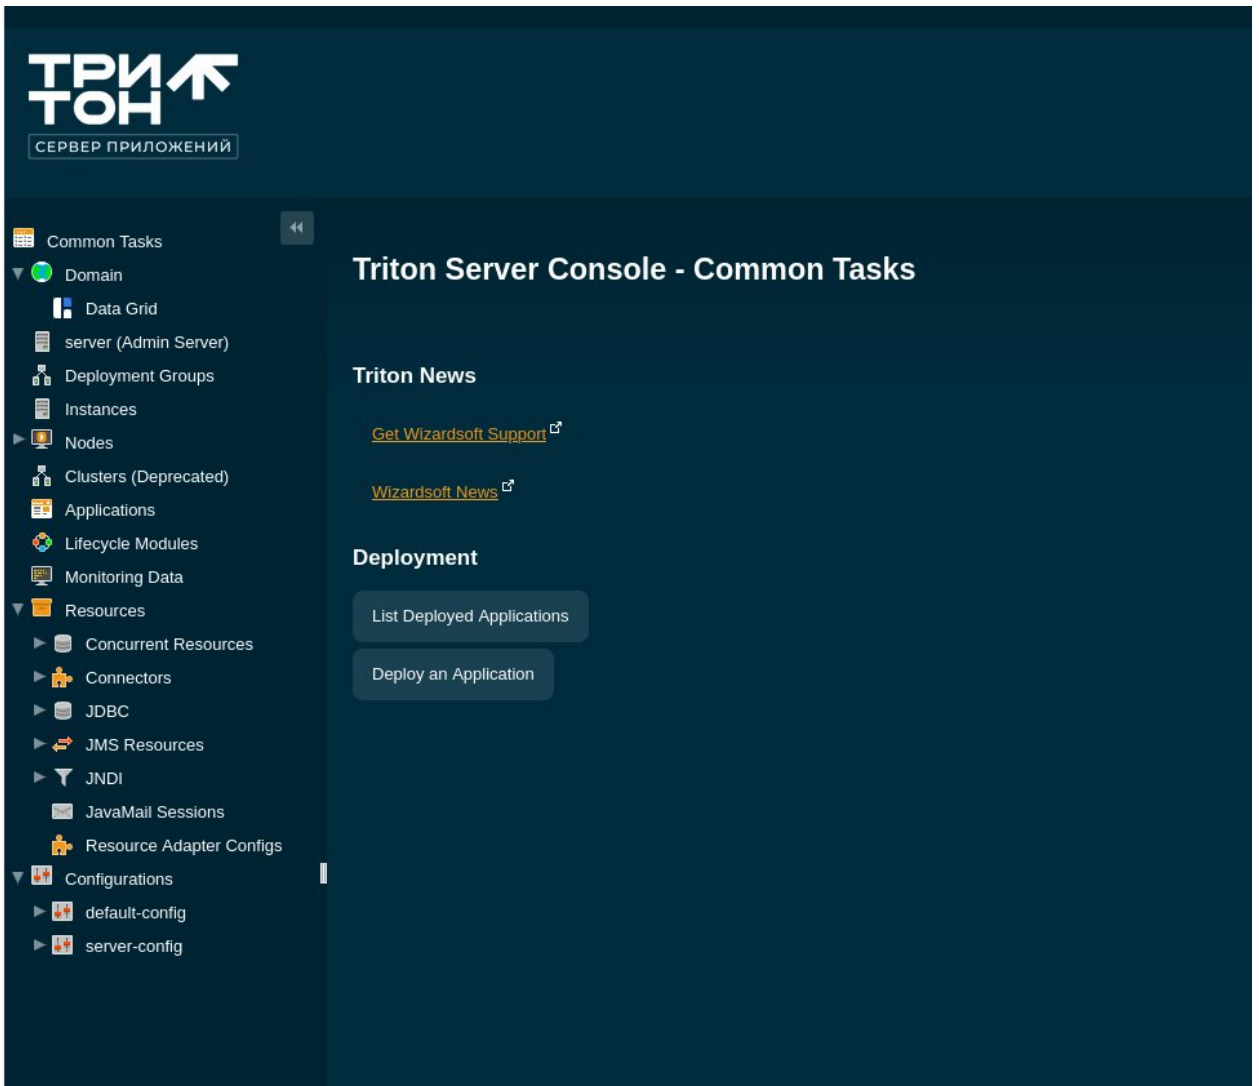 ТРИ
ТОН
СЕРВЕР ПРИЛОЖЕНИЙ
Common Tasks
Domain
Data Grid
server (Admin Server)
Deployment Groups
Instances
Nodes
Clusters (Deprecated)
Applications
Lifecycle Modules
Monitoring Data
Resources
Concurrent Resources
Connectors
JDBC
JMS Resources
JNDI
JavaMail Sessions
Resource Adapter Configs
Configurations
default-config
server-config
Triton Server Console - Common Tasks
Triton News
Get Wizardsoft Support
Wizardsoft News
Deployment
List Deployed Applications
Deploy an Application